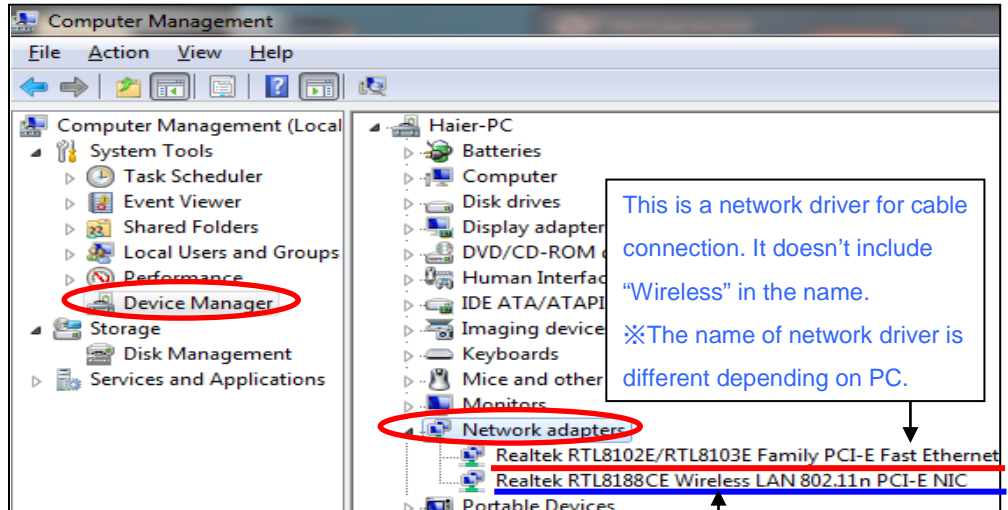 Computer Management
File Action View Help
Computer Management (Local
System Tools
Task Scheduler
Event Viewer
Shared Folders
Local Users and Groups
Performance
Device Manager
Storage
Disk Management
Services and Applications
Haier-PC
Batteries
Computer
Disk drives
Display adapter
DVD/CD-ROM
Human Interfac
IDE ATA/ATAPI
Imaging device
Keyboards
Mice and other
Monitors
Network adapters
Realtek RTL8102E/RTL8103E Family PCI-E Fast Ethernet
Realtek RTL8188CE Wireless LAN 802.11n PCI-E NIC
Portable Devices
This is a network driver for cable
connection. It doesn’t include
“Wireless” in the name.
※The name of network driver is
different depending on PC.